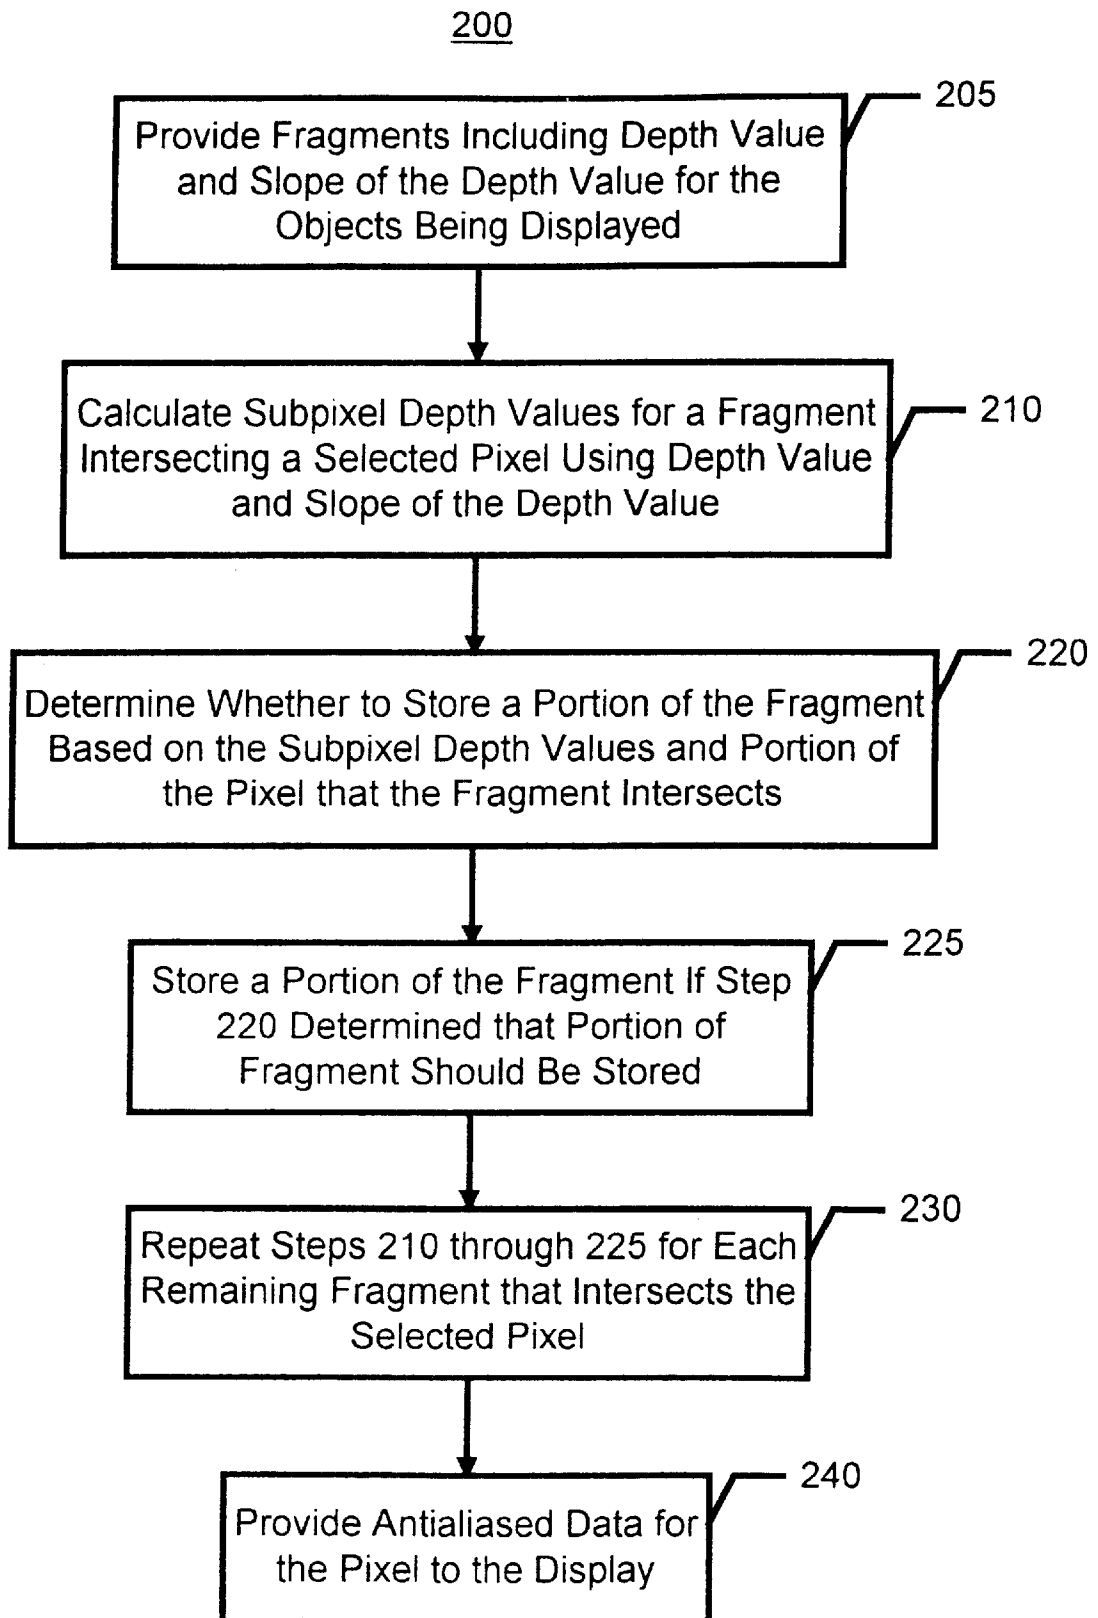 200
205
Provide Fragments Including Depth Value
and Slope of the Depth Value for the
Objects Being Displayed
210
Calculate Subpixel Depth Values for a Fragment
Intersecting a Selected Pixel Using Depth Value
and Slope of the Depth Value
220
Determine Whether to Store a Portion of the Fragment
Based on the Subpixel Depth Values and Portion of
the Pixel that the Fragment Intersects
225
Store a Portion of the Fragment If Step
220 Determined that Portion of
Fragment Should Be Stored
230
Repeat Steps 210 through 225 for Each
Remaining Fragment that Intersects the
Selected Pixel
240
Provide Antialiased Data for
the Pixel to the Display